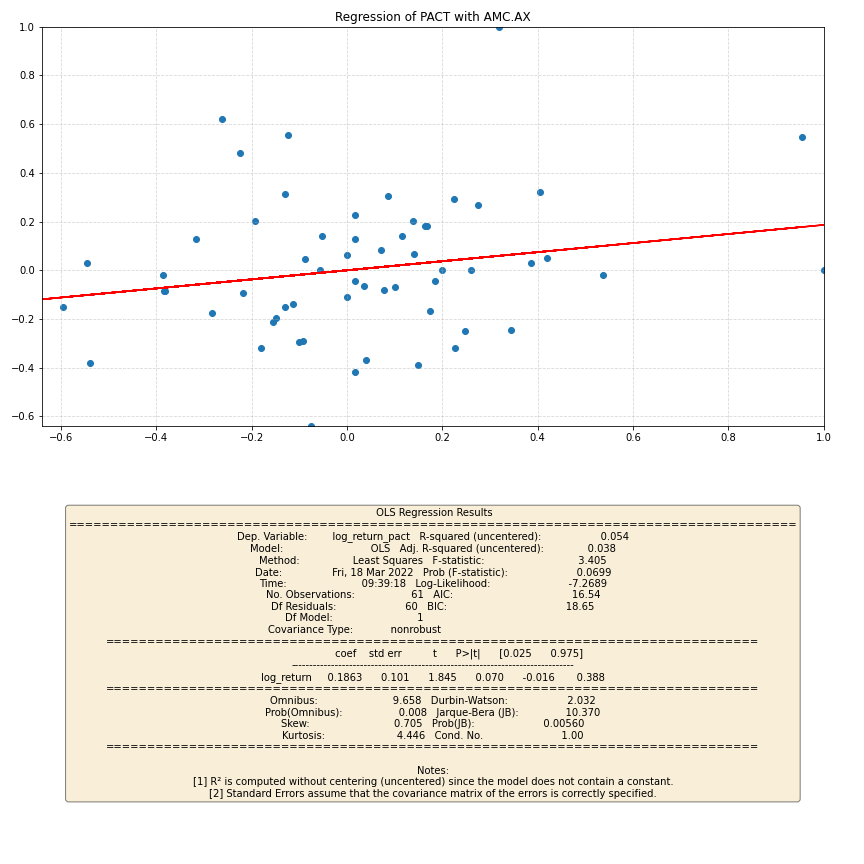 Regression of PACT with AMC.AX
1.0
0.8
0.6
0.4
0.2
0.0
−0.2
−0.4
−0.6
−0.6 −0.4 −0.2 0.0 0.2 0.4 0.6 0.8 1.0
OLS Regression Results
==============================================================================
Dep. Variable: log_return_pact R-squared (uncentered): 0.054
Model: OLS Adj. R-squared (uncentered): 0.038
Method: Least Squares F-statistic: 3.405
Date: Fri, 18 Mar 2022 Prob (F-statistic): 0.0699
Time: 09:39:18 Log-Likelihood: -7.2689
No. Observations: 61 AIC: 16.54
Df Residuals: 60 BIC: 18.65
Df Model: 1
Covariance Type: nonrobust
==============================================================================
coef std err t P>|t| [0.025 0.975]
------------------------------------------------------------------------------
log_return 0.1863 0.101 1.845 0.070 -0.016 0.388
==============================================================================
Omnibus: 9.658 Durbin-Watson: 2.032
Prob(Omnibus): 0.008 Jarque-Bera (JB): 10.370
Skew: 0.705 Prob(JB): 0.00560
Kurtosis: 4.446 Cond. No. 1.00
==============================================================================
Notes:
[1] R² is computed without centering (uncentered) since the model does not contain a constant.
[2] Standard Errors assume that the covariance matrix of the errors is correctly specified.